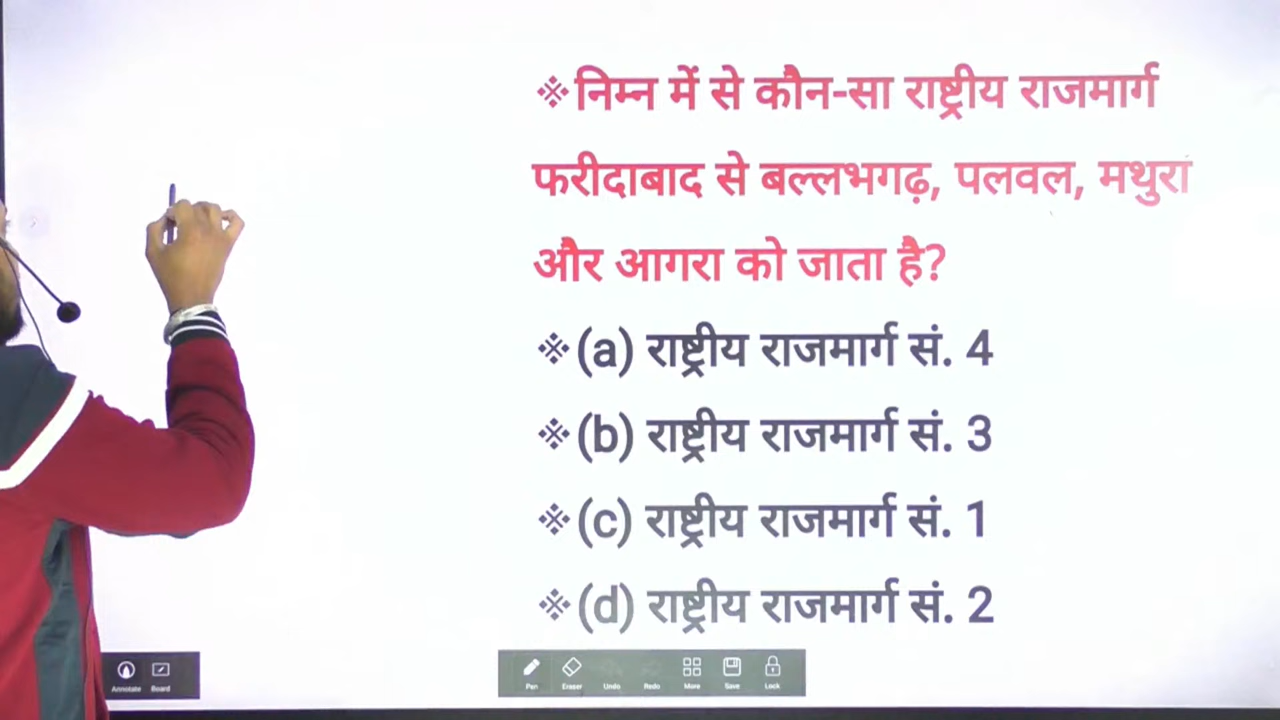 ❖निम्न में से कौन-सा राष्ट्रीय राजमार्ग
फरीदाबाद से बल्लभगढ़, पलवल, मथुरा
और आगरा को जाता है?
❖(a) राष्ट्रीय राजमार्ग सं. 4
❖(b) राष्ट्रीय राजमार्ग सं. 3
❖(c) राष्ट्रीय राजमार्ग सं. 1
❖(d) राष्ट्रीय राजमार्ग सं. 2
Annotate Board Pen Eraser Undo Redo More Save Lock